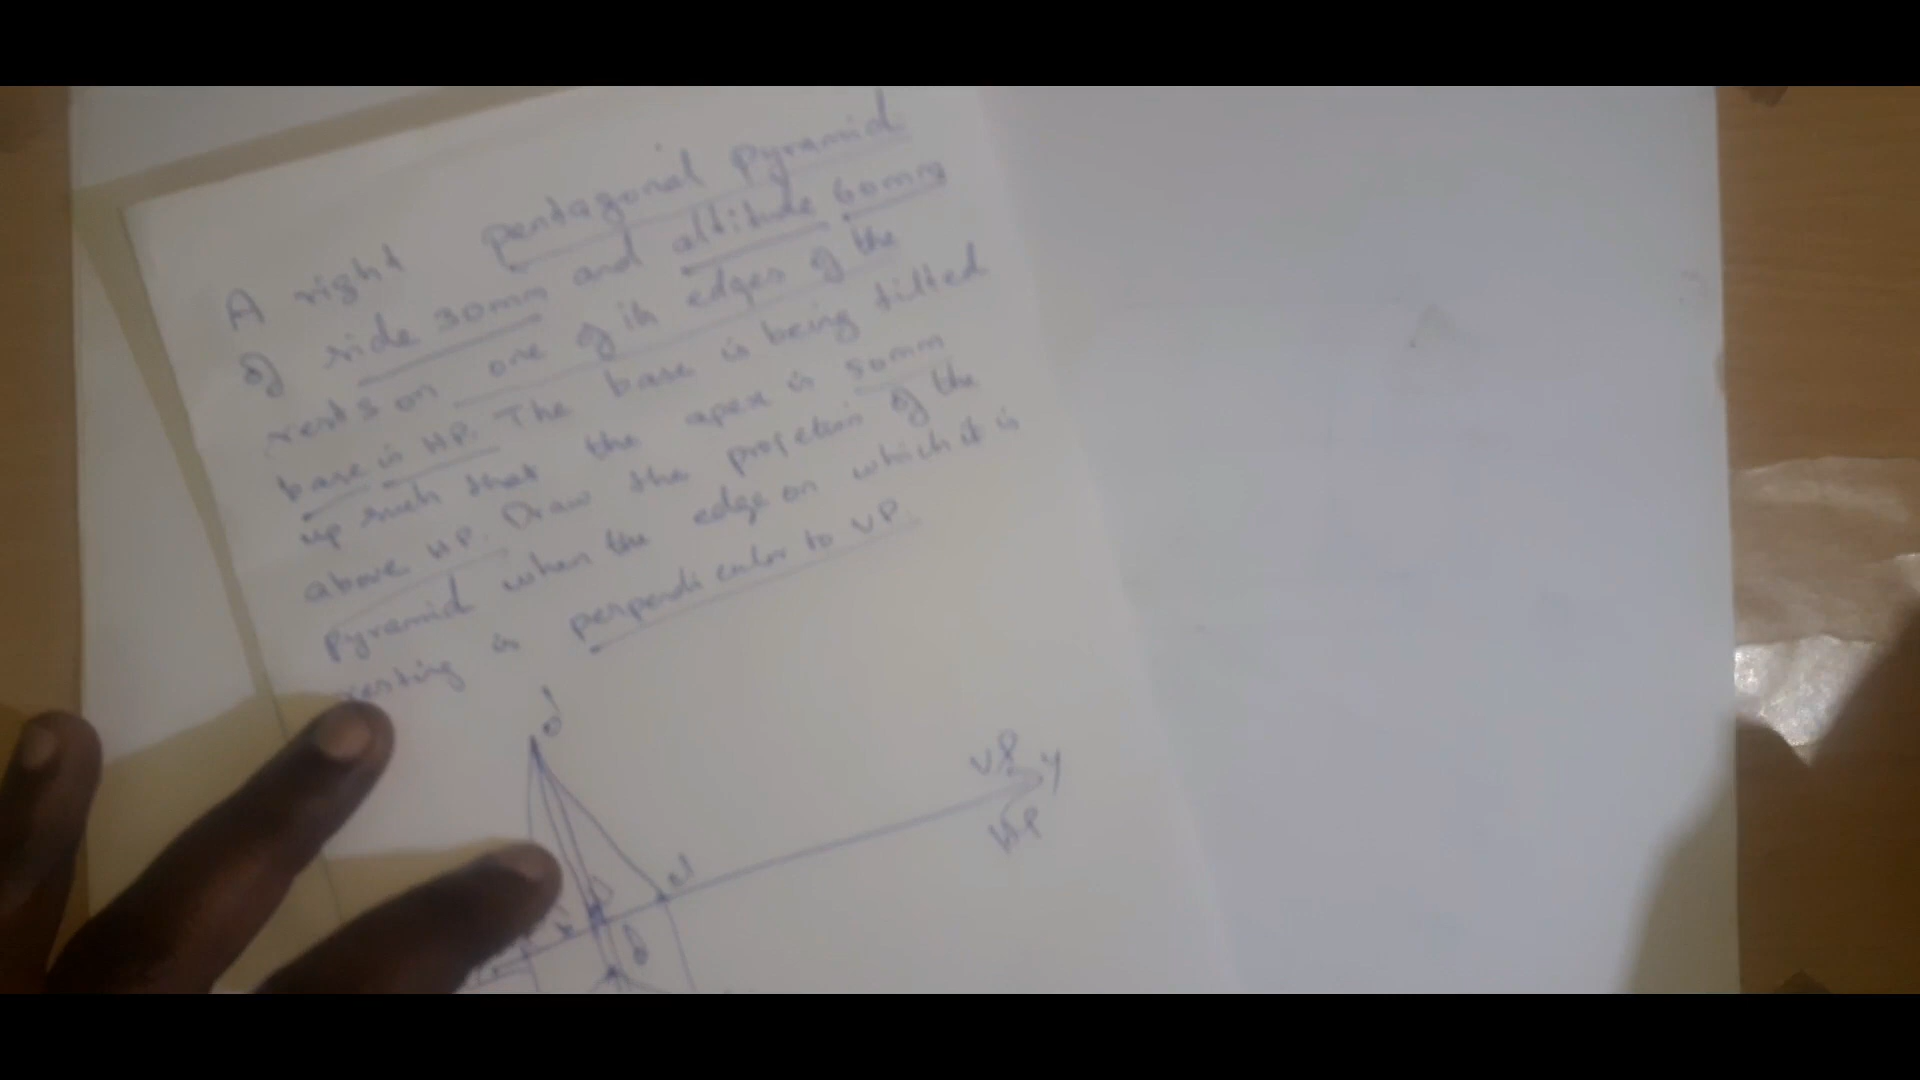 A right pentagonal pyramid
of side 30mm and altitude 60mm
rests on one of its edges of the
base in HP. The base is being tilted
up such that the apex is 50mm
above HP. Draw the projection of the
pyramid when the edge on which it is
resting is perpendicular to VP.
o'
VP
y
HP
d'